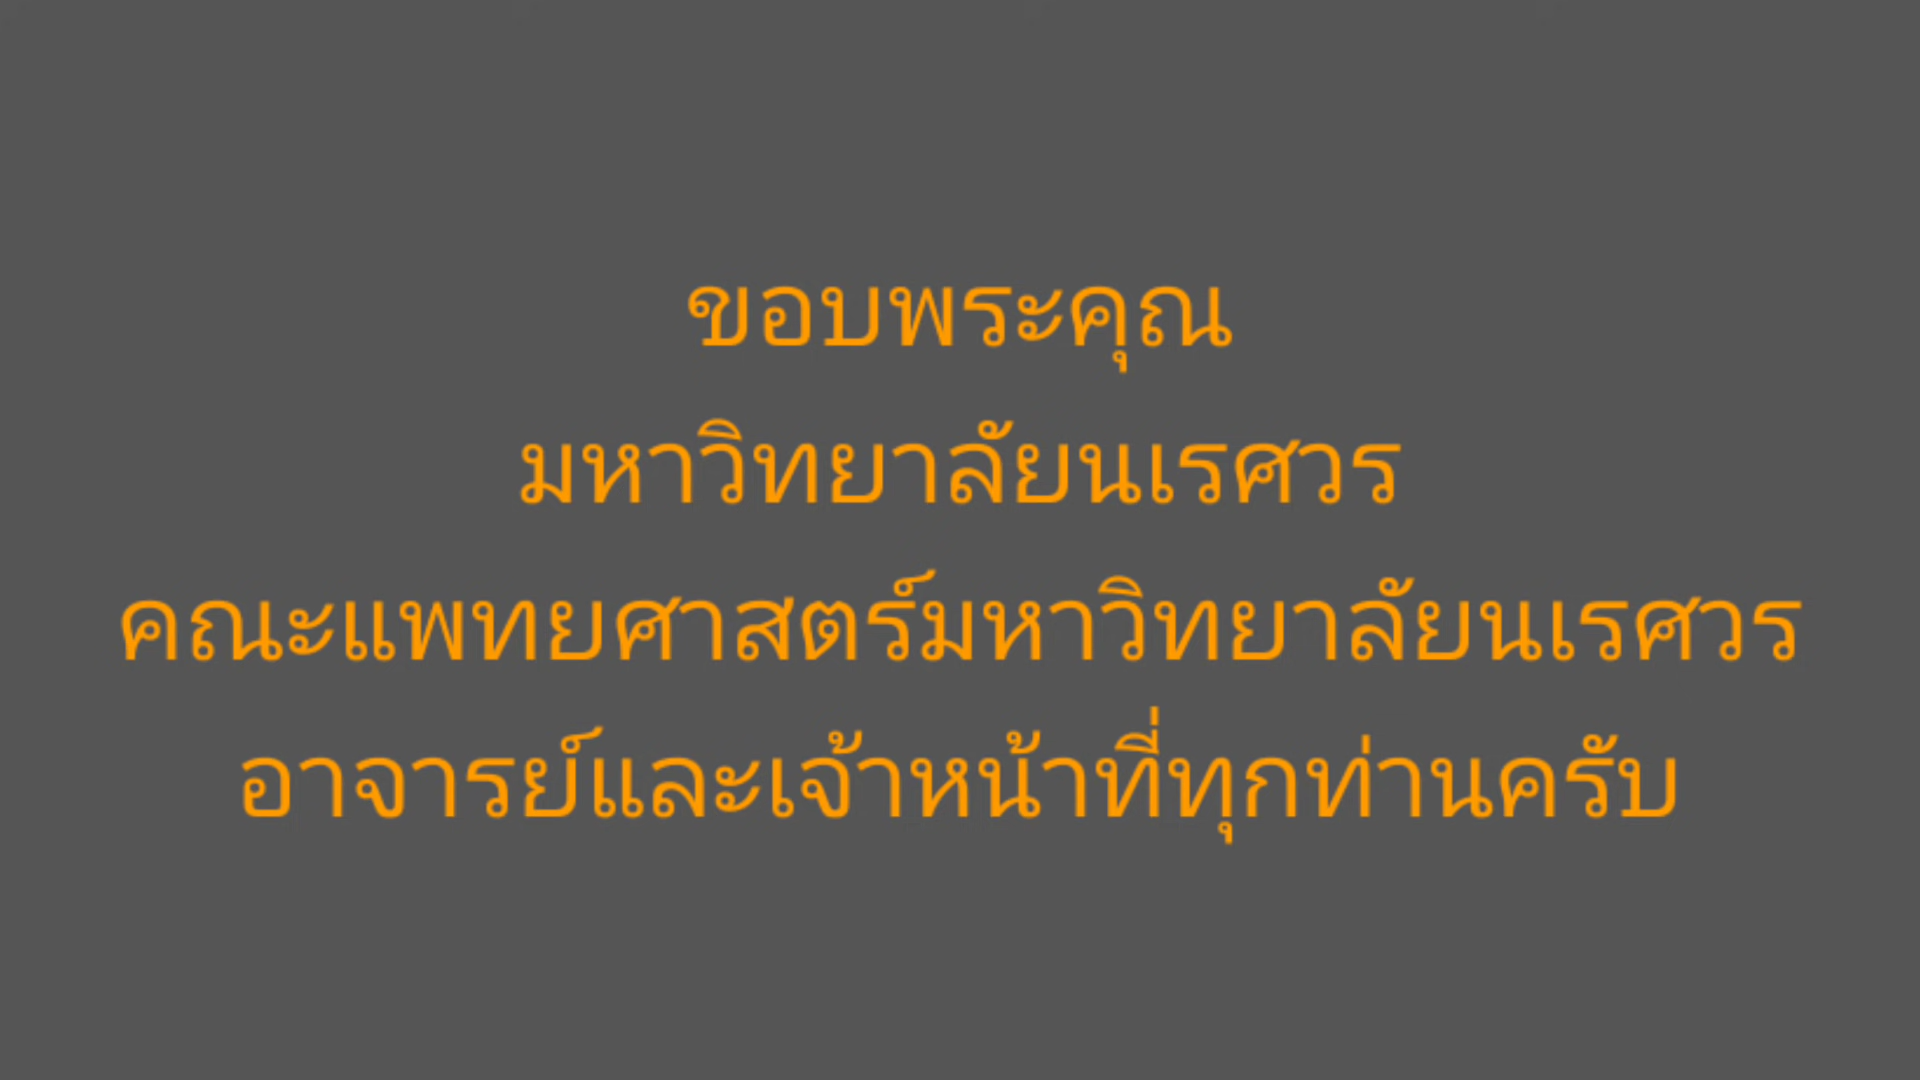 ขอบพระคุณ
มหาวิทยาลัยนเรศวร
คณะแพทยศาสตร์มหาวิทยาลัยนเรศวร
อาจารย์และเจ้าหน้าที่ทุกท่านครับ